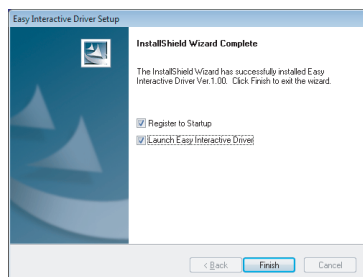 Easy Interactive Driver Setup
InstallShield Wizard Complete
The InstallShield Wizard has successfully installed Easy
Interactive Driver Ver.1.00. Click Finish to exit the wizard.
Register to Startup
Launch Easy Interactive Driver
< Back Finish Cancel